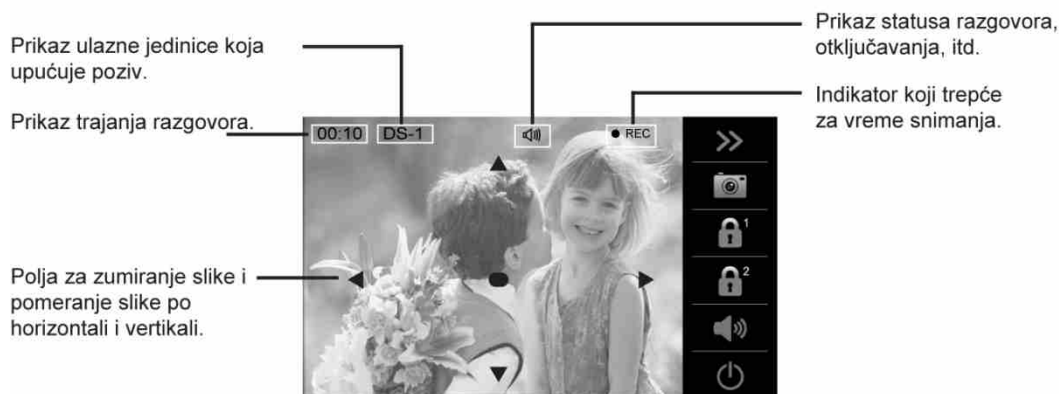 Prikaz ulazne jedinice koja
upućuje poziv.
Prikaz trajanja razgovora.
Polja za zumiranje slike i
pomeranje slike po
horizontali i vertikali.
Prikaz statusa razgovora,
otključavanja, itd.
Indikator koji trepće
za vreme snimanja.
00:10 DS-1 REC
1
2